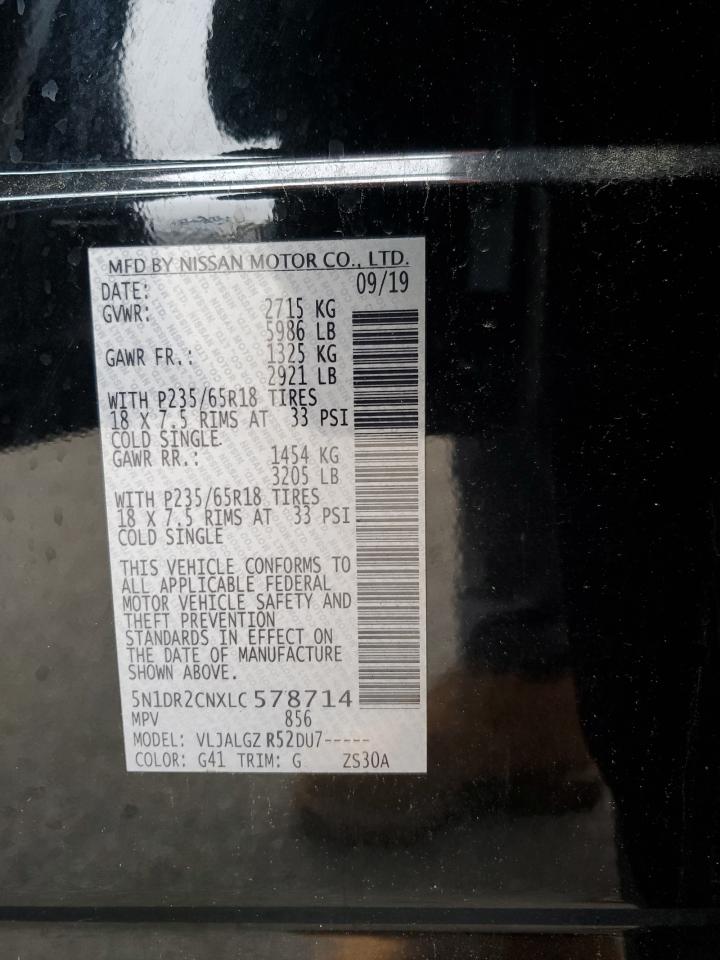 MFD BY NISSAN MOTOR CO., LTD.
DATE: 09/19
GVWR: 2715 KG
5986 LB
GAWR FR.: 1325 KG
2921 LB
WITH P235/65R18 TIRES
18 X 7.5 RIMS AT 33 PSI
COLD SINGLE
GAWR RR.: 1454 KG
3205 LB
WITH P235/65R18 TIRES
18 X 7.5 RIMS AT 33 PSI
COLD SINGLE
THIS VEHICLE CONFORMS TO
ALL APPLICABLE FEDERAL
MOTOR VEHICLE SAFETY AND
THEFT PREVENTION
STANDARDS IN EFFECT ON
THE DATE OF MANUFACTURE
SHOWN ABOVE.
5N1DR2CNXLC578714
MPV 856
MODEL: VLJALGZ R52DU7-----
COLOR: G41 TRIM: G ZS30A